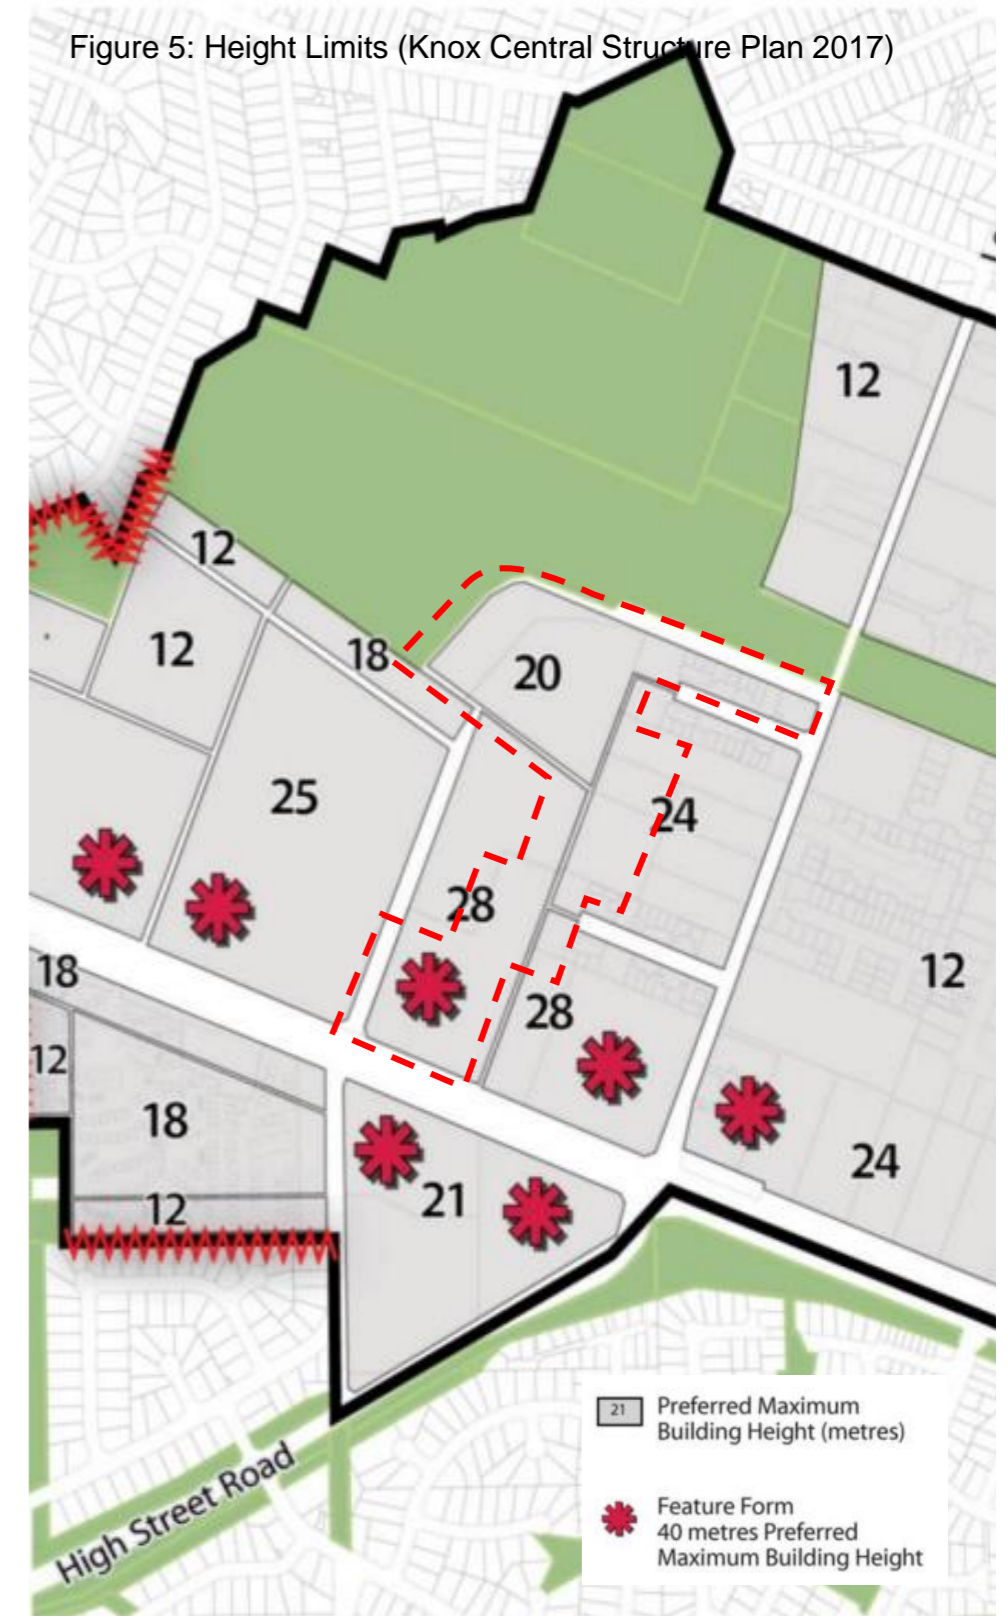 Figure 5: Height Limits (Knox Central Structure Plan 2017)
12
12
12
18
20
25
24
28
12
18
28
12
18
24
12
21
High Street Road
21
Preferred Maximum
Building Height (metres)
Feature Form
40 metres Preferred
Maximum Building Height